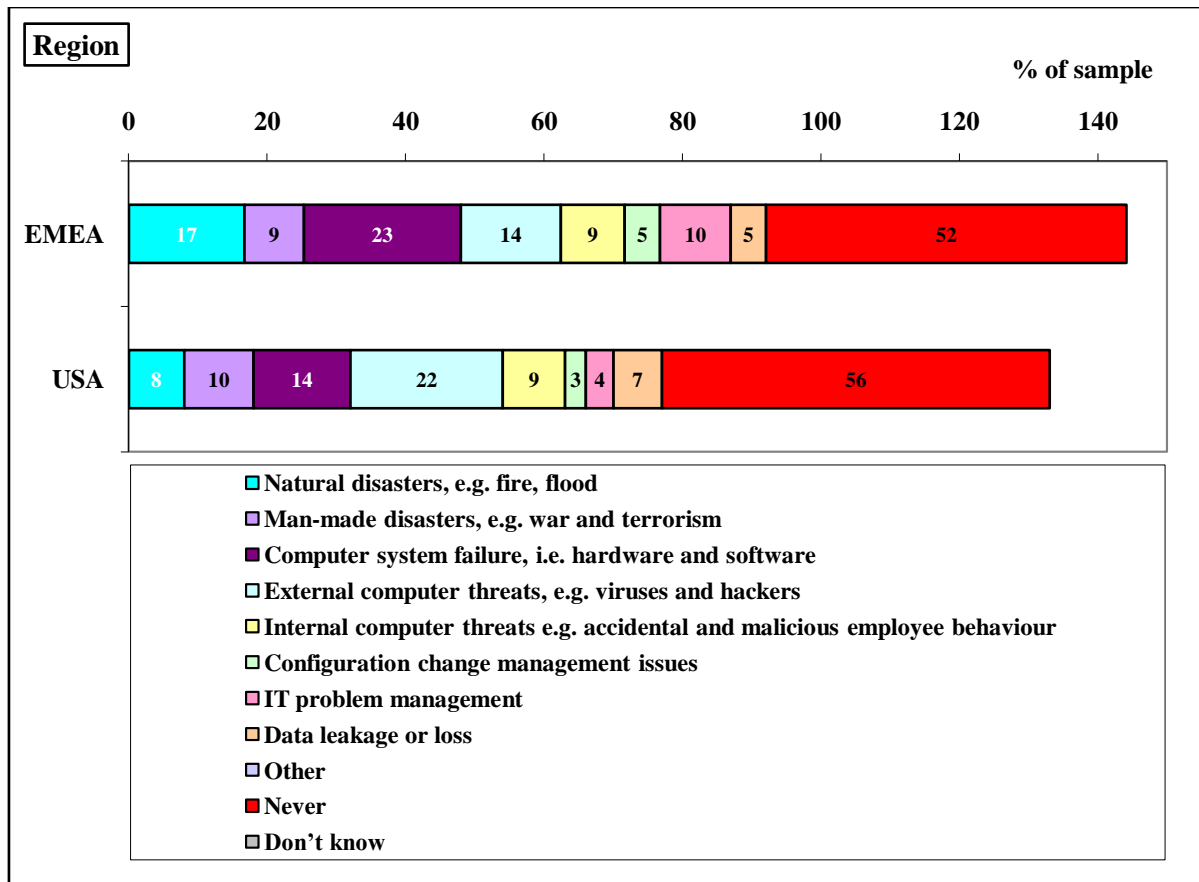 Region
% of sample
0 20 40 60 80 100 120 140
EMEA 17 9 23 14 9 5 10 5 52
USA 8 10 14 22 9 3 4 7 56
Natural disasters, e.g. fire, flood
Man-made disasters, e.g. war and terrorism
Computer system failure, i.e. hardware and software
External computer threats, e.g. viruses and hackers
Internal computer threats e.g. accidental and malicious employee behaviour
Configuration change management issues
IT problem management
Data leakage or loss
Other
Never
Don't know